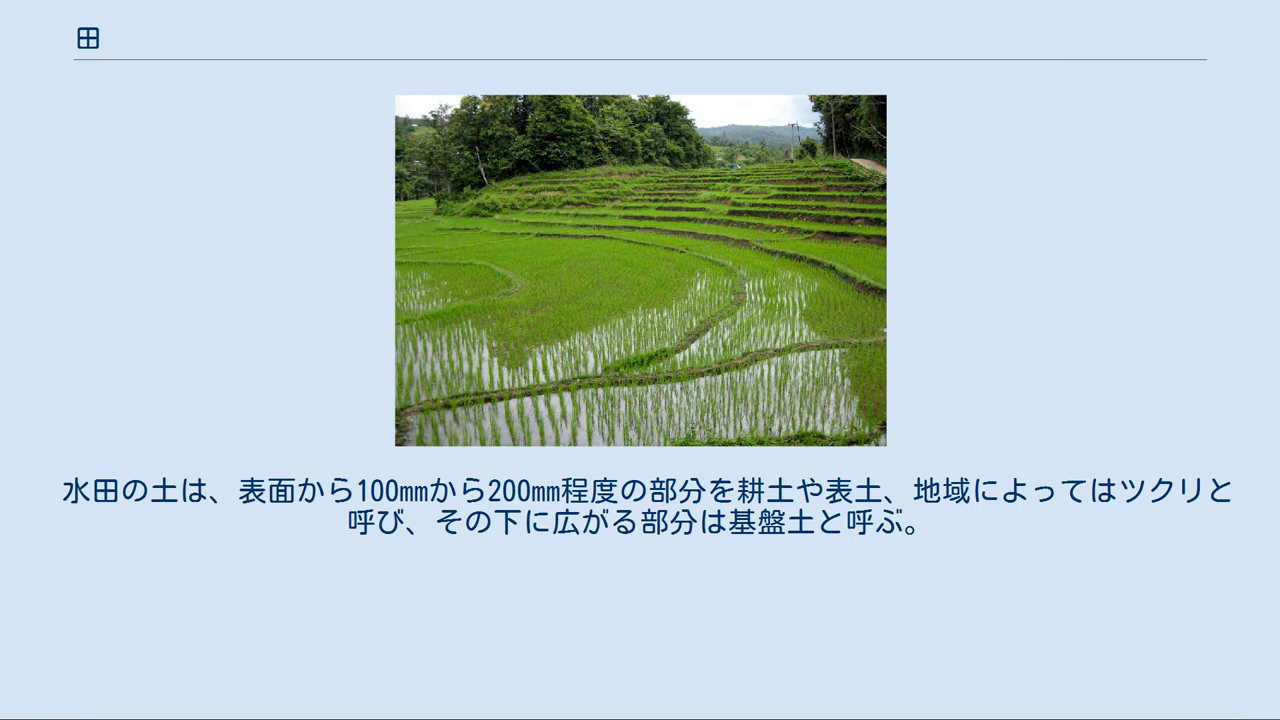 田
水田の土は、表面から100㎜から200㎜程度の部分を耕土や表土、地域によってはツクリと
呼び、その下に広がる部分は基盤土と呼ぶ。